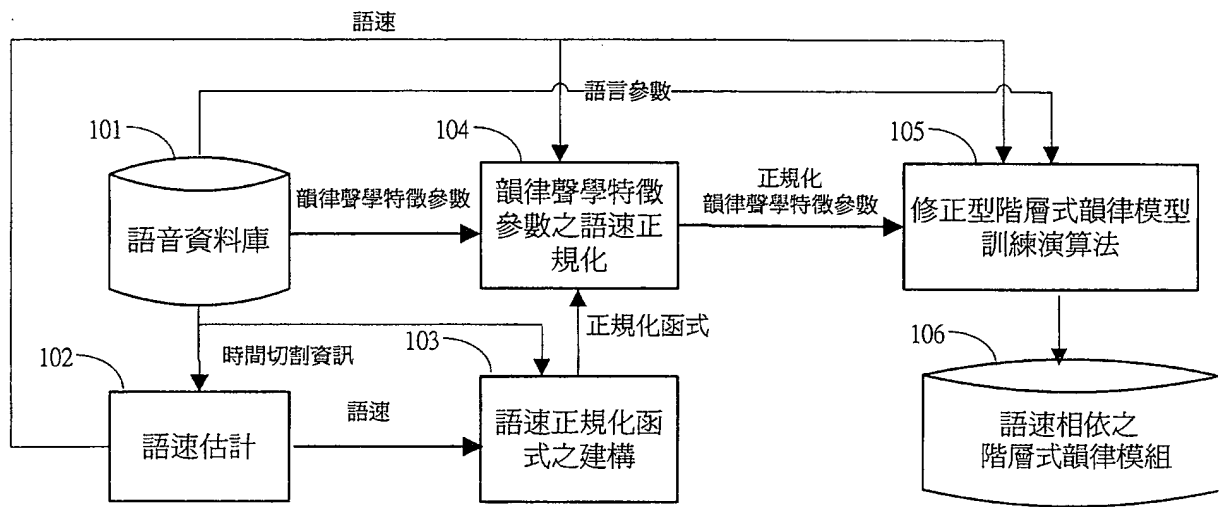 語速
語言參數
101
104
105
韻律聲學特徵參數
韻律聲學特徵
參數之語速正
規化
正規化
韻律聲學特徵參數
修正型階層式韻律模型
訓練演算法
語音資料庫
正規化函式
102
時間切割資訊
103
106
語速估計
語速
語速正規化函
式之建構
語速相依之
階層式韻律模組